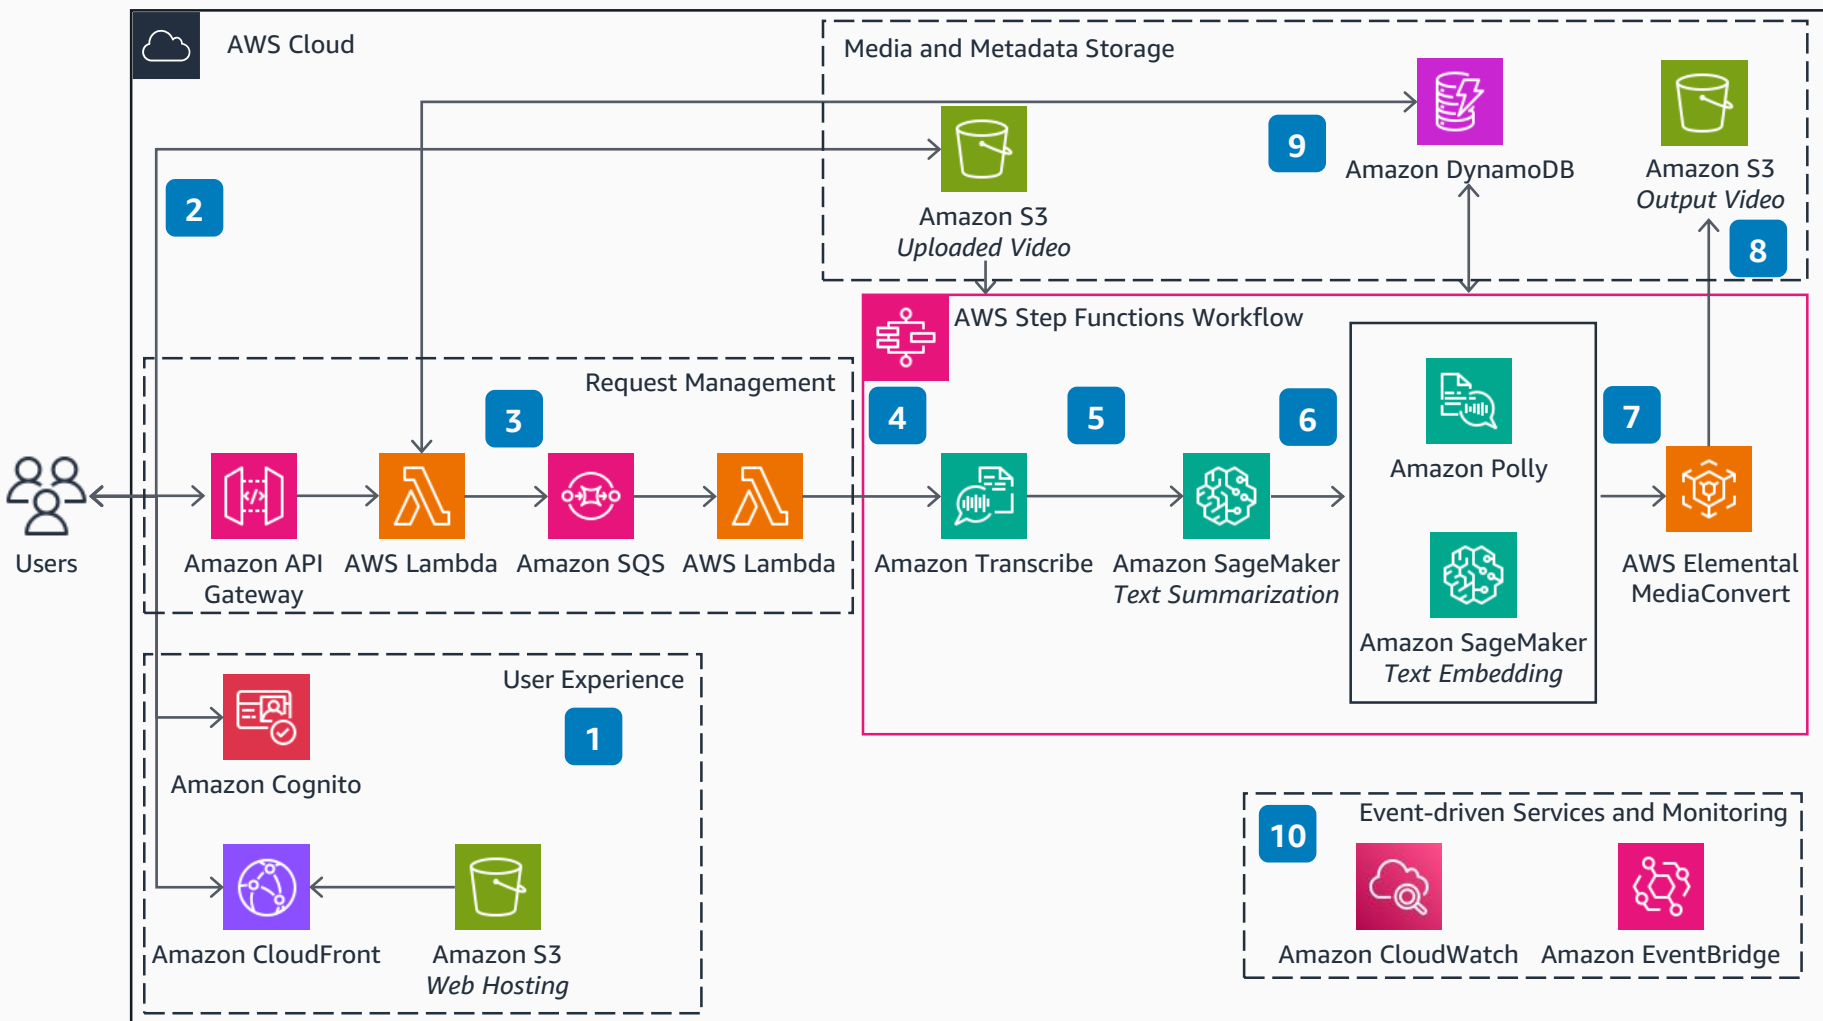 AWS Cloud
Media and Metadata Storage
9
Amazon DynamoDB
Amazon S3
Output Video
2
Amazon S3
Uploaded Video
8
AWS Step Functions Workflow
Request Management
3
4
5
6
7
Amazon Polly
Users
Amazon API
Gateway
AWS Lambda
Amazon SQS
AWS Lambda
Amazon Transcribe
Amazon SageMaker
Text Summarization
AWS Elemental
MediaConvert
Amazon SageMaker
Text Embedding
User Experience
1
Amazon Cognito
Amazon CloudFront
Amazon S3
Web Hosting
10
Event-driven Services and Monitoring
Amazon CloudWatch
Amazon EventBridge